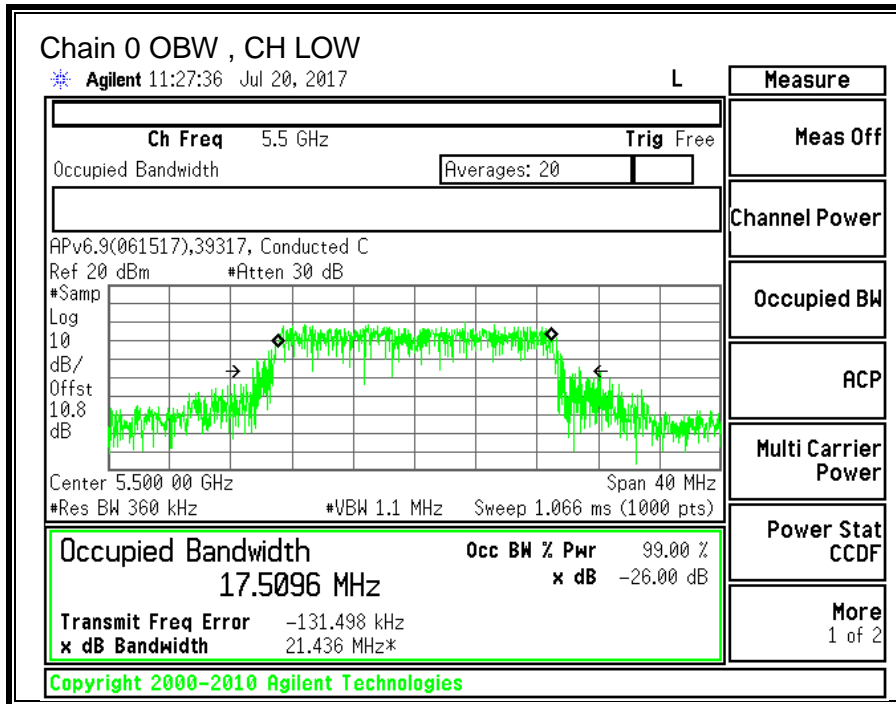 Chain 0 OBW , CH LOW
Agilent 11:27:36 Jul 20, 2017 L
Measure
Ch Freq 5.5 GHz Trig Free
Occupied Bandwidth Averages: 20
APv6.9(061517),39317, Conducted C
Ref 20 dBm #Atten 30 dB
#Samp
Log
10
dB/
Offst
10.8
dB
Center 5.500 00 GHz Span 40 MHz
#Res BW 360 kHz #VBW 1.1 MHz Sweep 1.066 ms (1000 pts)
Occupied Bandwidth Occ BW % Pwr 99.00 %
17.5096 MHz x dB -26.00 dB
Transmit Freq Error -131.498 kHz
x dB Bandwidth 21.436 MHz*
Meas Off
Channel Power
Occupied BW
ACP
Multi Carrier
Power
Power Stat
CCDF
More
1 of 2
Copyright 2000-2010 Agilent Technologies